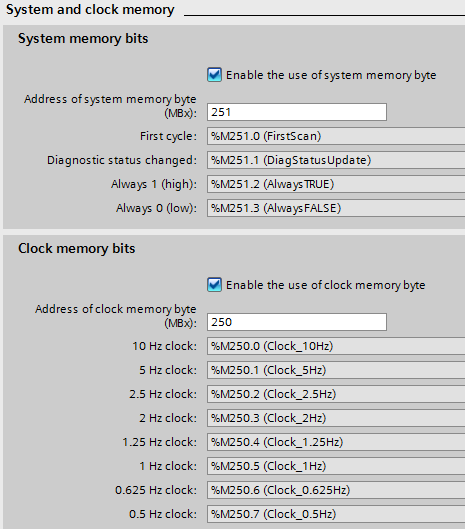 System and clock memory
System memory bits
Enable the use of system memory byte
Address of system memory byte
(MBx): 251
First cycle: %M251.0 (FirstScan)
Diagnostic status changed: %M251.1 (DiagStatusUpdate)
Always 1 (high): %M251.2 (AlwaysTRUE)
Always 0 (low): %M251.3 (AlwaysFALSE)
Clock memory bits
Enable the use of clock memory byte
Address of clock memory byte
(MBx): 250
10 Hz clock: %M250.0 (Clock_10Hz)
5 Hz clock: %M250.1 (Clock_5Hz)
2.5 Hz clock: %M250.2 (Clock_2.5Hz)
2 Hz clock: %M250.3 (Clock_2Hz)
1.25 Hz clock: %M250.4 (Clock_1.25Hz)
1 Hz clock: %M250.5 (Clock_1Hz)
0.625 Hz clock: %M250.6 (Clock_0.625Hz)
0.5 Hz clock: %M250.7 (Clock_0.5Hz)